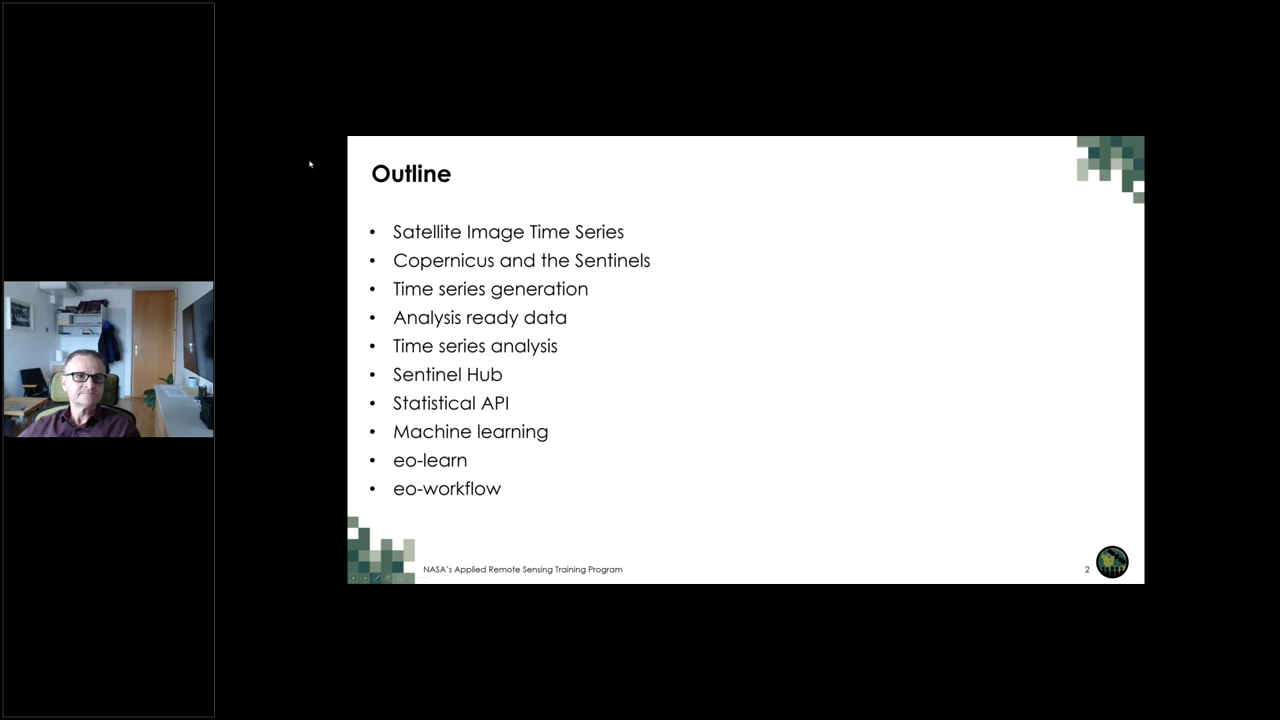 Outline
• Satellite Image Time Series
• Copernicus and the Sentinels
• Time series generation
• Analysis ready data
• Time series analysis
• Sentinel Hub
• Statistical API
• Machine learning
• eo-learn
• eo-workflow
NASA's Applied Remote Sensing Training Program
2